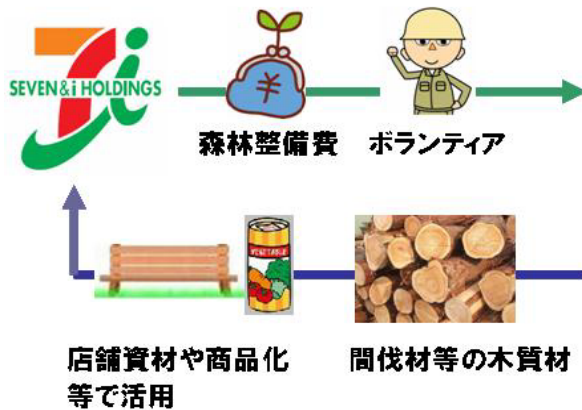 SEVEN & i HOLDINGS
¥
森林整備費
ボランティア
VEGETABLE
店舗資材や商品化
等で活用
間伐材等の木質材